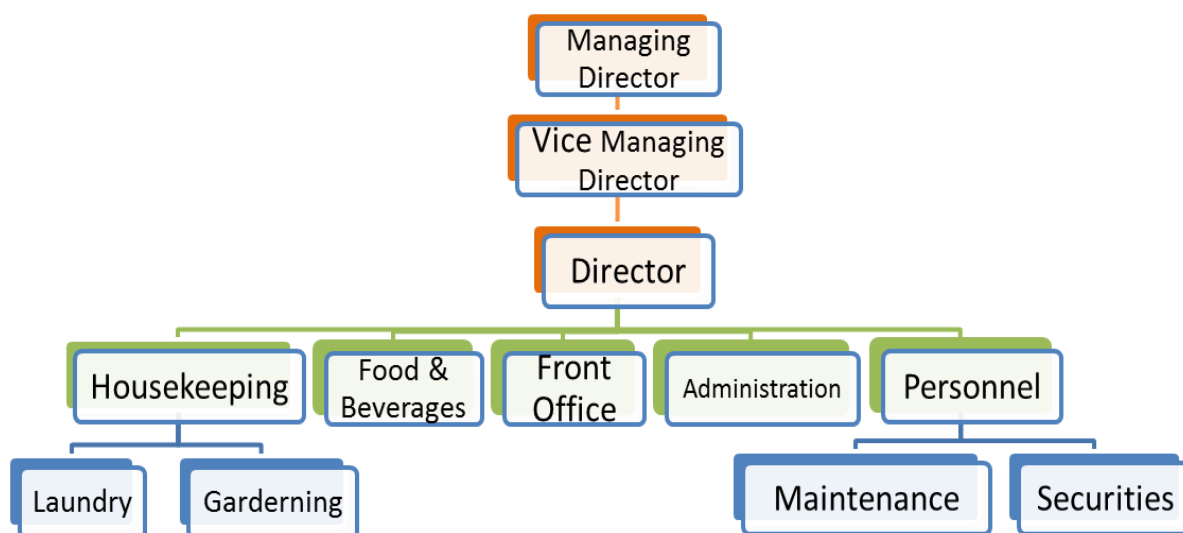 Managing
Director
Vice Managing
Director
Director
Housekeeping
Food &
Beverages
Front
Office
Administration
Personnel
Laundry
Garderning
Maintenance
Securities